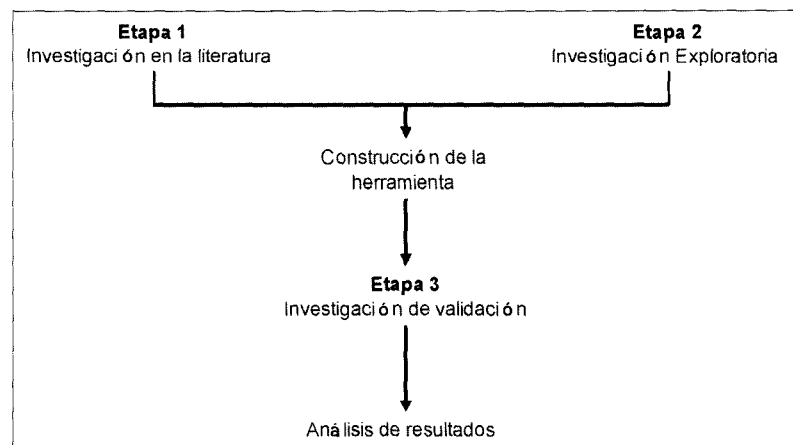 Etapa 1
Investigación en la literatura
Etapa 2
Investigación Exploratoria
Construcción de la
herramienta
Etapa 3
Investigación de validación
Análisis de resultados